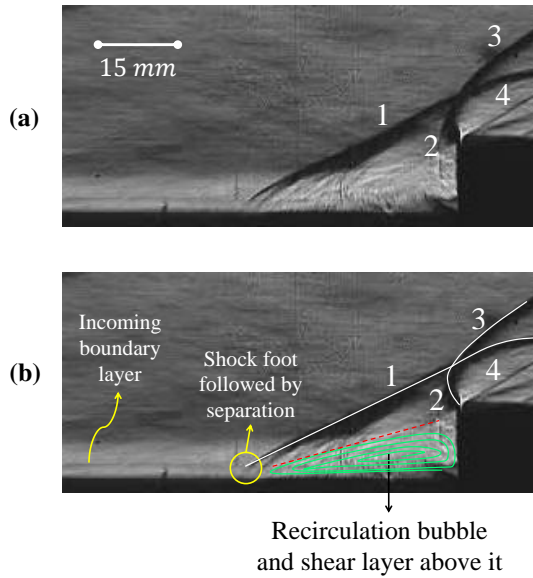 (a)
15 mm
3
4
1
2
(b)
Incoming
boundary
layer
Shock foot
followed by
separation
3
1
4
2
Recirculation bubble
and shear layer above it